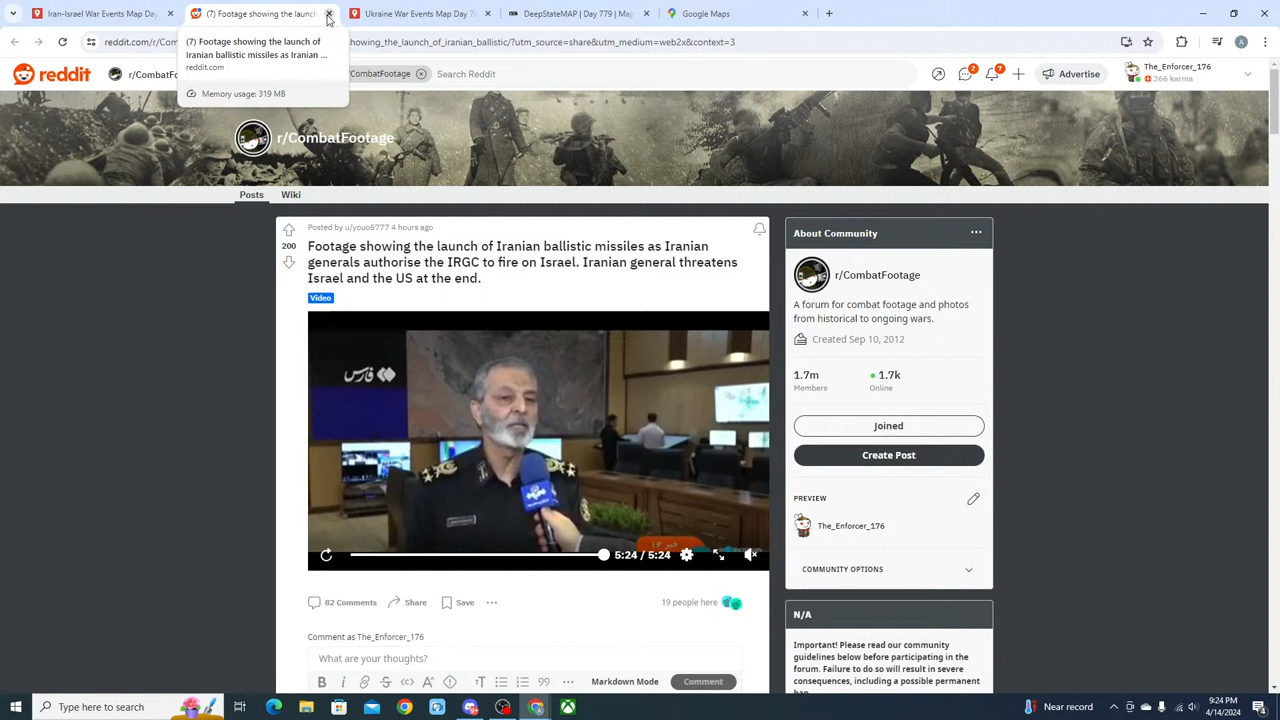 Iran-Israel War Events Map Day
(7) Footage showing the launch
Ukraine War Events Map Day 7
DeepStateMAP | Day 779 | Map
Google Maps
reddit.com/r/CombatF
showing_the_launch_of_iranian_ballistic/?utm_source=share&utm_medium=web2x&context=3
A
(7) Footage showing the launch of
Iranian ballistic missiles as Iranian ...
reddit.com
Memory usage: 319 MB
reddit
r/CombatFo
/CombatFootage
Search Reddit
2
7
Advertise
The_Enforcer_176
366 karma
r/CombatFootage
Posts
Wiki
Posted by u/youo5777 4 hours ago
200
Footage showing the launch of Iranian ballistic missiles as Iranian
generals authorise the IRGC to fire on Israel. Iranian general threatens
Israel and the US at the end.
Video
فارس
5:24 / 5:24
82 Comments
Share
Save
19 people here
Comment as The_Enforcer_176
What are your thoughts?
Markdown Mode
Comment
About Community
r/CombatFootage
A forum for combat footage and photos
from historical to ongoing wars.
Created Sep 10, 2012
1.7m
Members
1.7k
Online
Joined
Create Post
PREVIEW
The_Enforcer_176
COMMUNITY OPTIONS
N/A
Important! Please read our community
guidelines below before participating in the
forum. Failure to do so will result in severe
consequences, including a possible permanent
ban
Type here to search
Near record
9:24 PM
4/14/2024